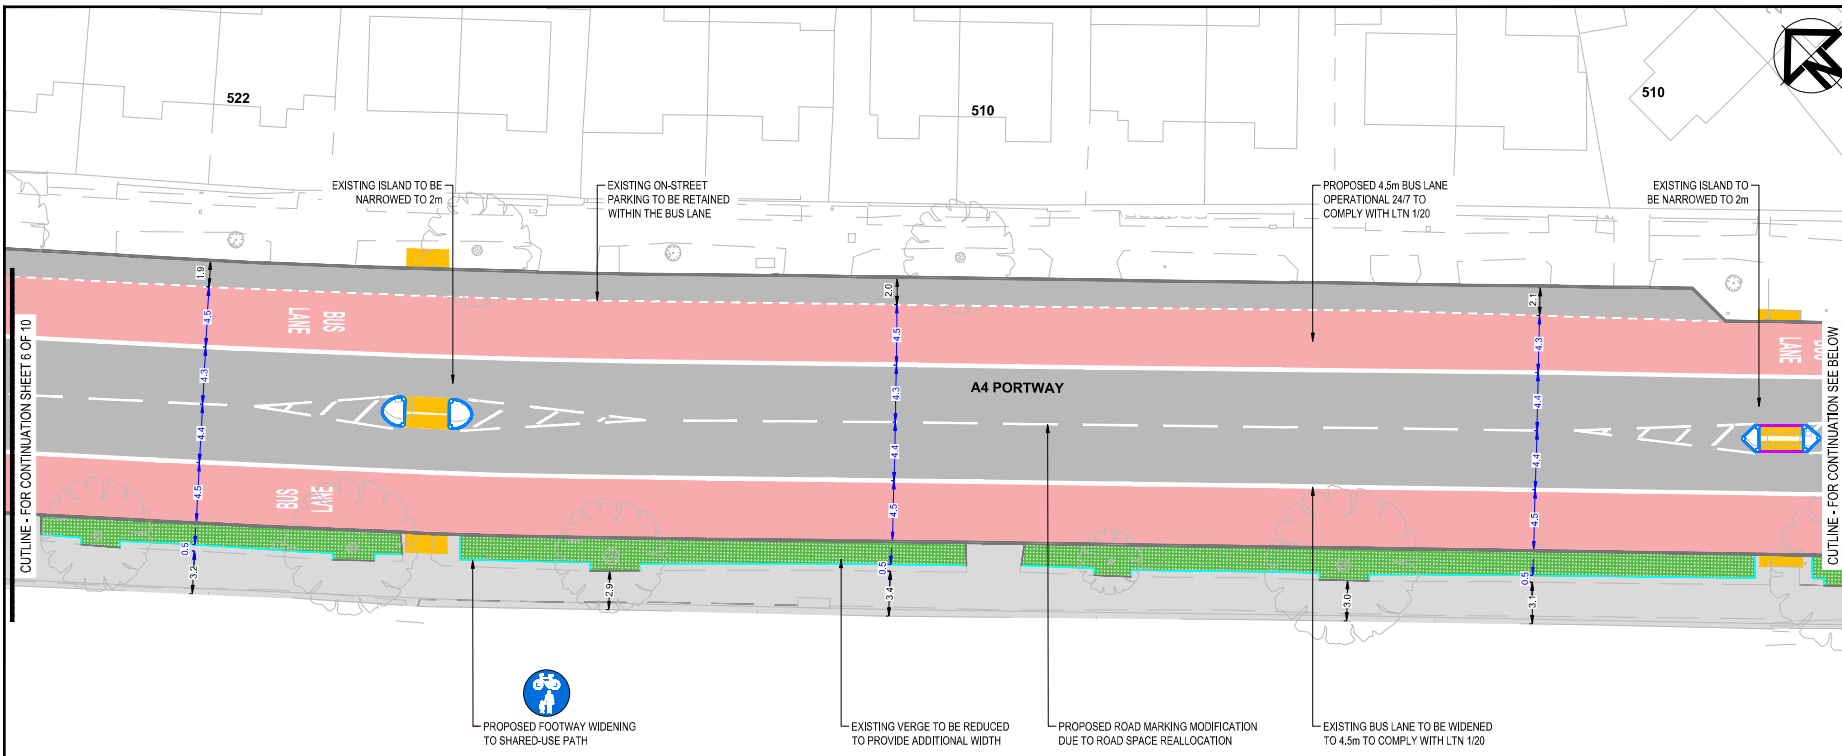 522
510
510
EXISTING ISLAND TO BE
NARROWED TO 2m
EXISTING ON-STREET
PARKING TO BE RETAINED
WITHIN THE BUS LANE
PROPOSED 4.5m BUS LANE
OPERATIONAL 24/7 TO
COMPLY WITH LTN 1/20
EXISTING ISLAND TO
BE NARROWED TO 2m
1.9
4.5
4.3
4.4
4.5
0.5
3.2
BUS
LANE
2.0
4.5
4.3
4.4
4.5
0.5
3.4
A4 PORTWAY
2.1
4.3
4.4
4.4
4.5
0.5
3.1
LANE
BUS
LANE
2.9
3.0
CUTLINE - FOR CONTINUATION SHEET 6 OF 10
CUTLINE - FOR CONTINUATION SEE BELOW
PROPOSED FOOTWAY WIDENING
TO SHARED-USE PATH
EXISTING VERGE TO BE REDUCED
TO PROVIDE ADDITIONAL WIDTH
PROPOSED ROAD MARKING MODIFICATION
DUE TO ROAD SPACE REALLOCATION
EXISTING BUS LANE TO BE WIDENED
TO 4.5m TO COMPLY WITH LTN 1/20